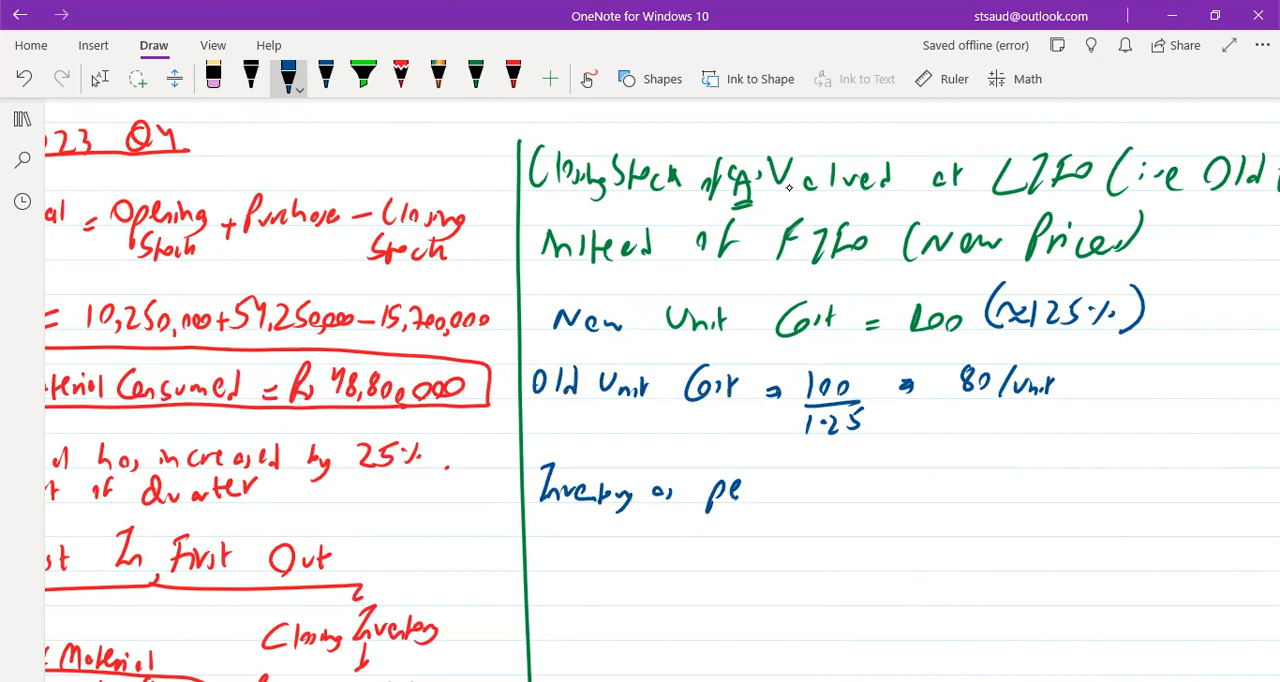 OneNote for Windows 10
stsaud@outlook.com
Home Insert Draw View Help
Saved offline (error)
Share
Shapes Ink to Shape Ink to Text Ruler Math
023 Q4
al = Opening Stock + Purchase - Closing Stock
= 10,250,000+54,250,000-15,700,000
terial Consumed = Rs 48,800,000
has increased by 25%.
of Quarter
st In, First Out
Closing Inventory
Material
Closing Stock of A, Valued at LIFO (i.e Old
Instead of FIFO (New Prices)
New Unit Cost = 100 (≈125%)
Old Unit Cost = 100/1.25 = 80/unit
Inventory as pe